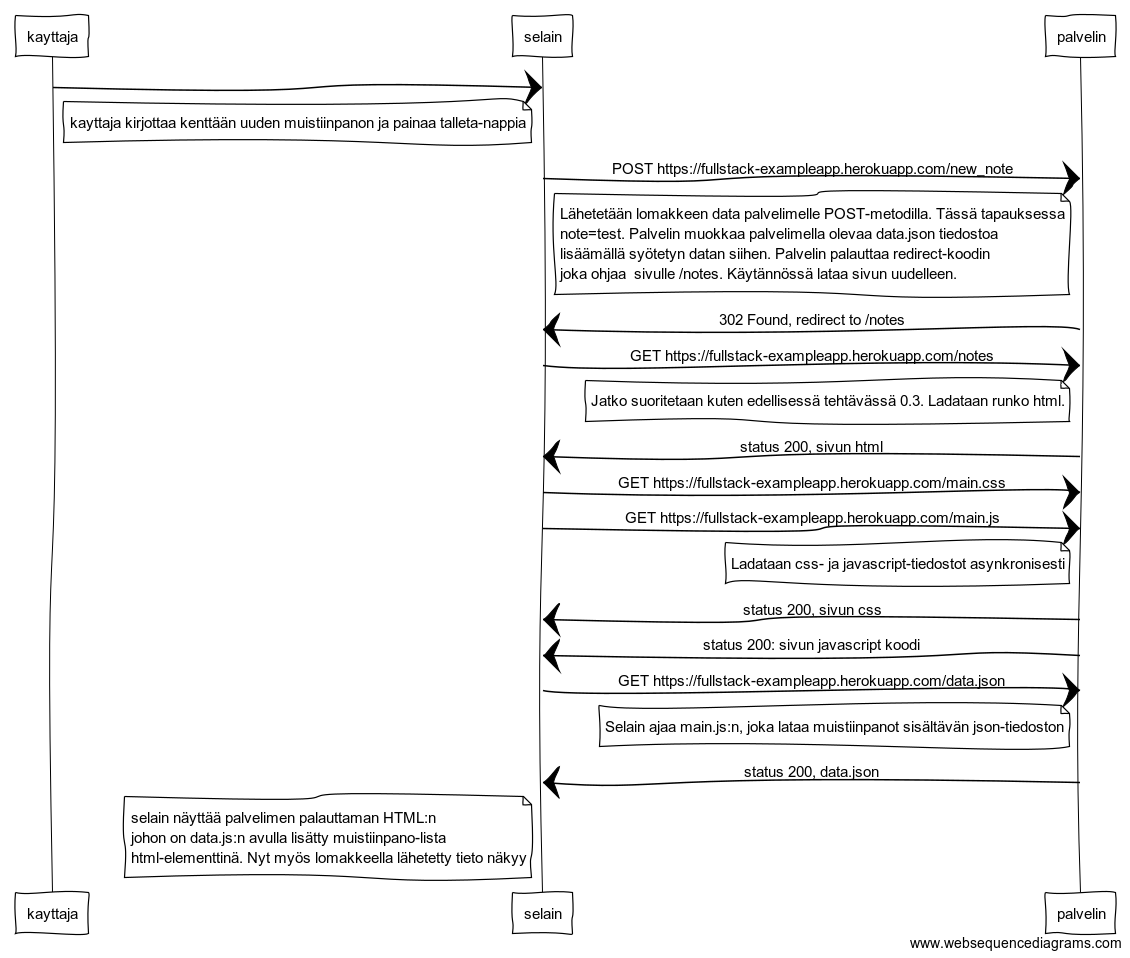 kayttaja
selain
palvelin
kayttaja kirjottaa kenttään uuden muistiinpanon ja painaa talleta-nappia
POST https://fullstack-exampleapp.herokuapp.com/new_note
Lähetetään lomakkeen data palvelimelle POST-metodilla. Tässä tapauksessa
note=test. Palvelin muokkaa palvelimella olevaa data.json tiedostoa
lisäämällä syötetyn datan siihen. Palvelin palauttaa redirect-koodin
joka ohjaa  sivulle /notes. Käytännössä lataa sivun uudelleen.
302 Found, redirect to /notes
GET https://fullstack-exampleapp.herokuapp.com/notes
Jatko suoritetaan kuten edellisessä tehtävässä 0.3. Ladataan runko html.
status 200, sivun html
GET https://fullstack-exampleapp.herokuapp.com/main.css
GET https://fullstack-exampleapp.herokuapp.com/main.js
Ladataan css- ja javascript-tiedostot asynkronisesti
status 200, sivun css
status 200: sivun javascript koodi
GET https://fullstack-exampleapp.herokuapp.com/data.json
Selain ajaa main.js:n, joka lataa muistiinpanot sisältävän json-tiedoston
status 200, data.json
selain näyttää palvelimen palauttaman HTML:n
johon on data.js:n avulla lisätty muistiinpano-lista
html-elementtinä. Nyt myös lomakkeella lähetetty tieto näkyy
kayttaja
selain
palvelin
www.websequencediagrams.com